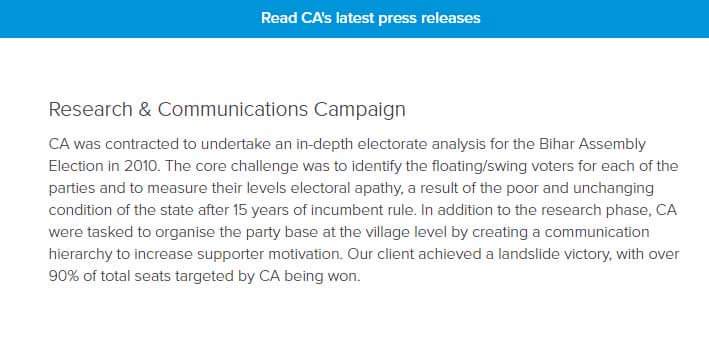 Read CA's latest press releases
Research & Communications Campaign
CA was contracted to undertake an in-depth electorate analysis for the Bihar Assembly
Election in 2010. The core challenge was to identify the floating/swing voters for each of the
parties and to measure their levels electoral apathy, a result of the poor and unchanging
condition of the state after 15 years of incumbent rule. In addition to the research phase, CA
were tasked to organise the party base at the village level by creating a communication
hierarchy to increase supporter motivation. Our client achieved a landslide victory, with over
90% of total seats targeted by CA being won.